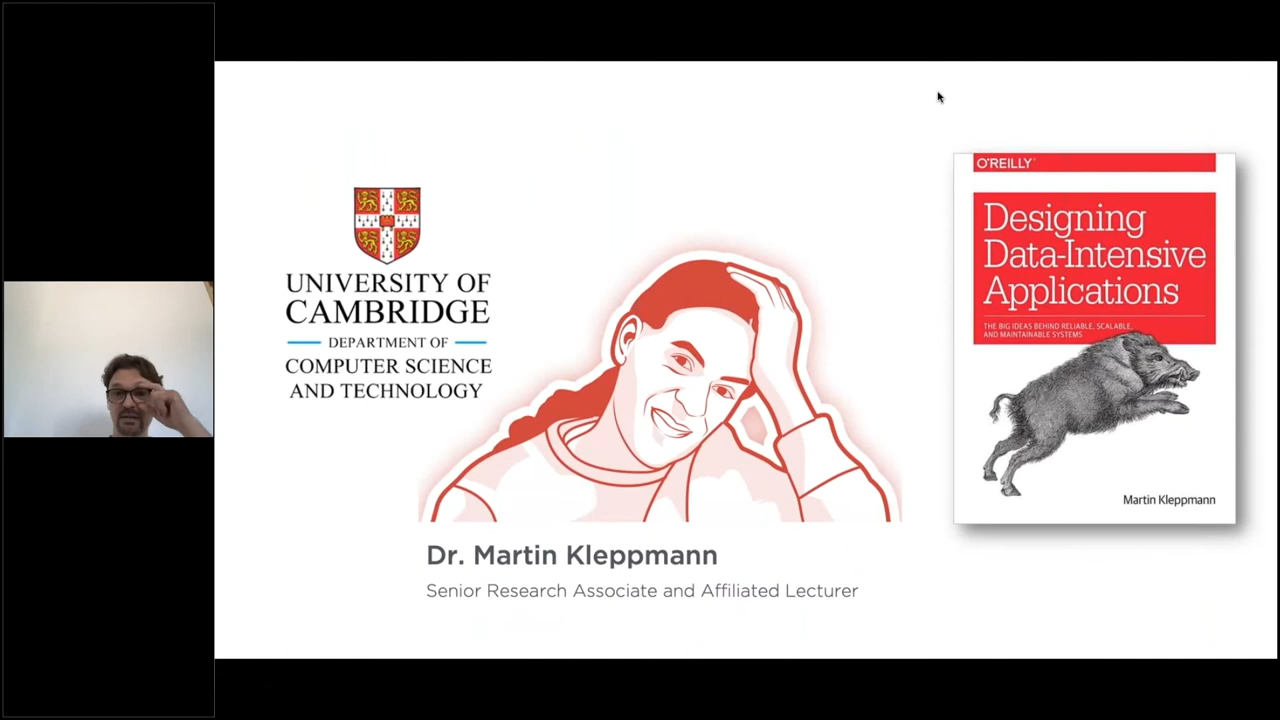 UNIVERSITY OF
CAMBRIDGE
DEPARTMENT OF
COMPUTER SCIENCE
AND TECHNOLOGY
Dr. Martin Kleppmann
Senior Research Associate and Affiliated Lecturer
O'REILLY
Designing
Data-Intensive
Applications
THE BIG IDEAS BEHIND RELIABLE, SCALABLE,
AND MAINTAINABLE SYSTEMS
Martin Kleppmann